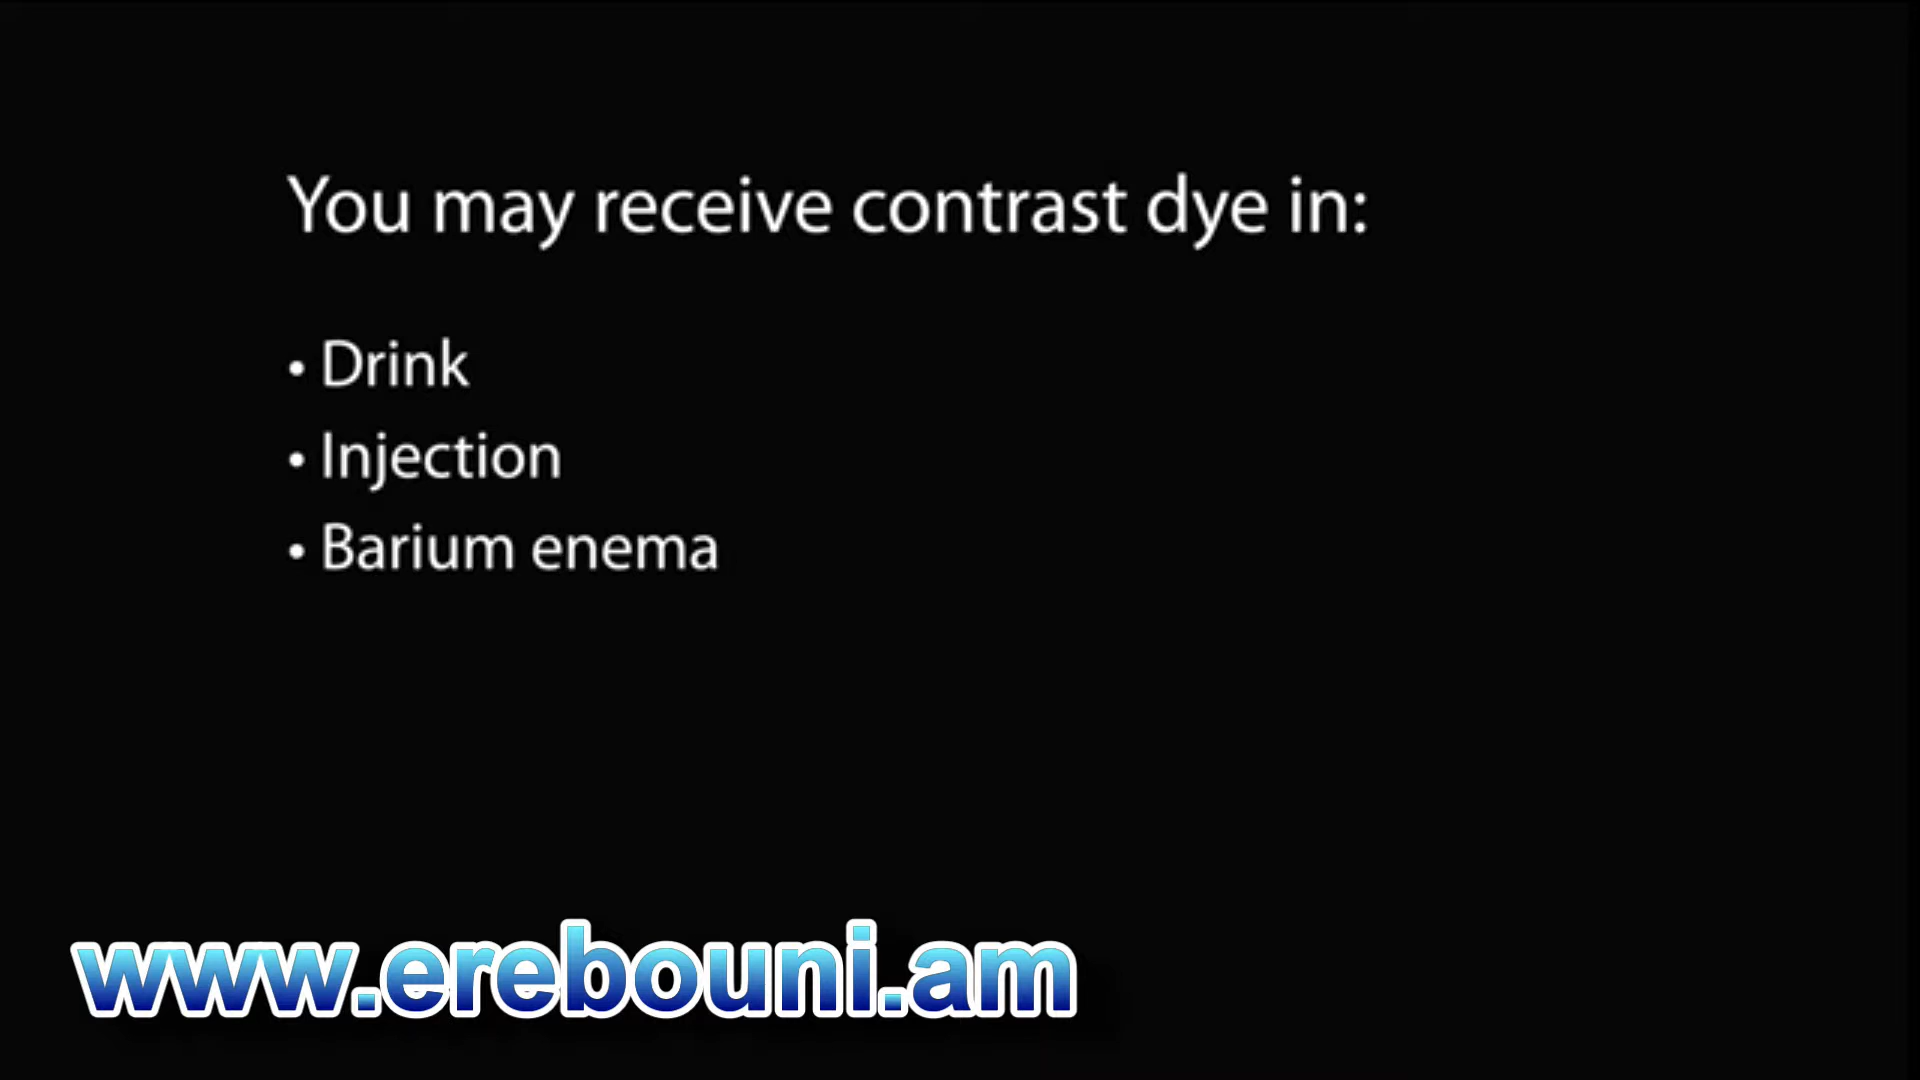 You may receive contrast dye in:
• Drink
• Injection
• Barium enema
www.erebouni.am